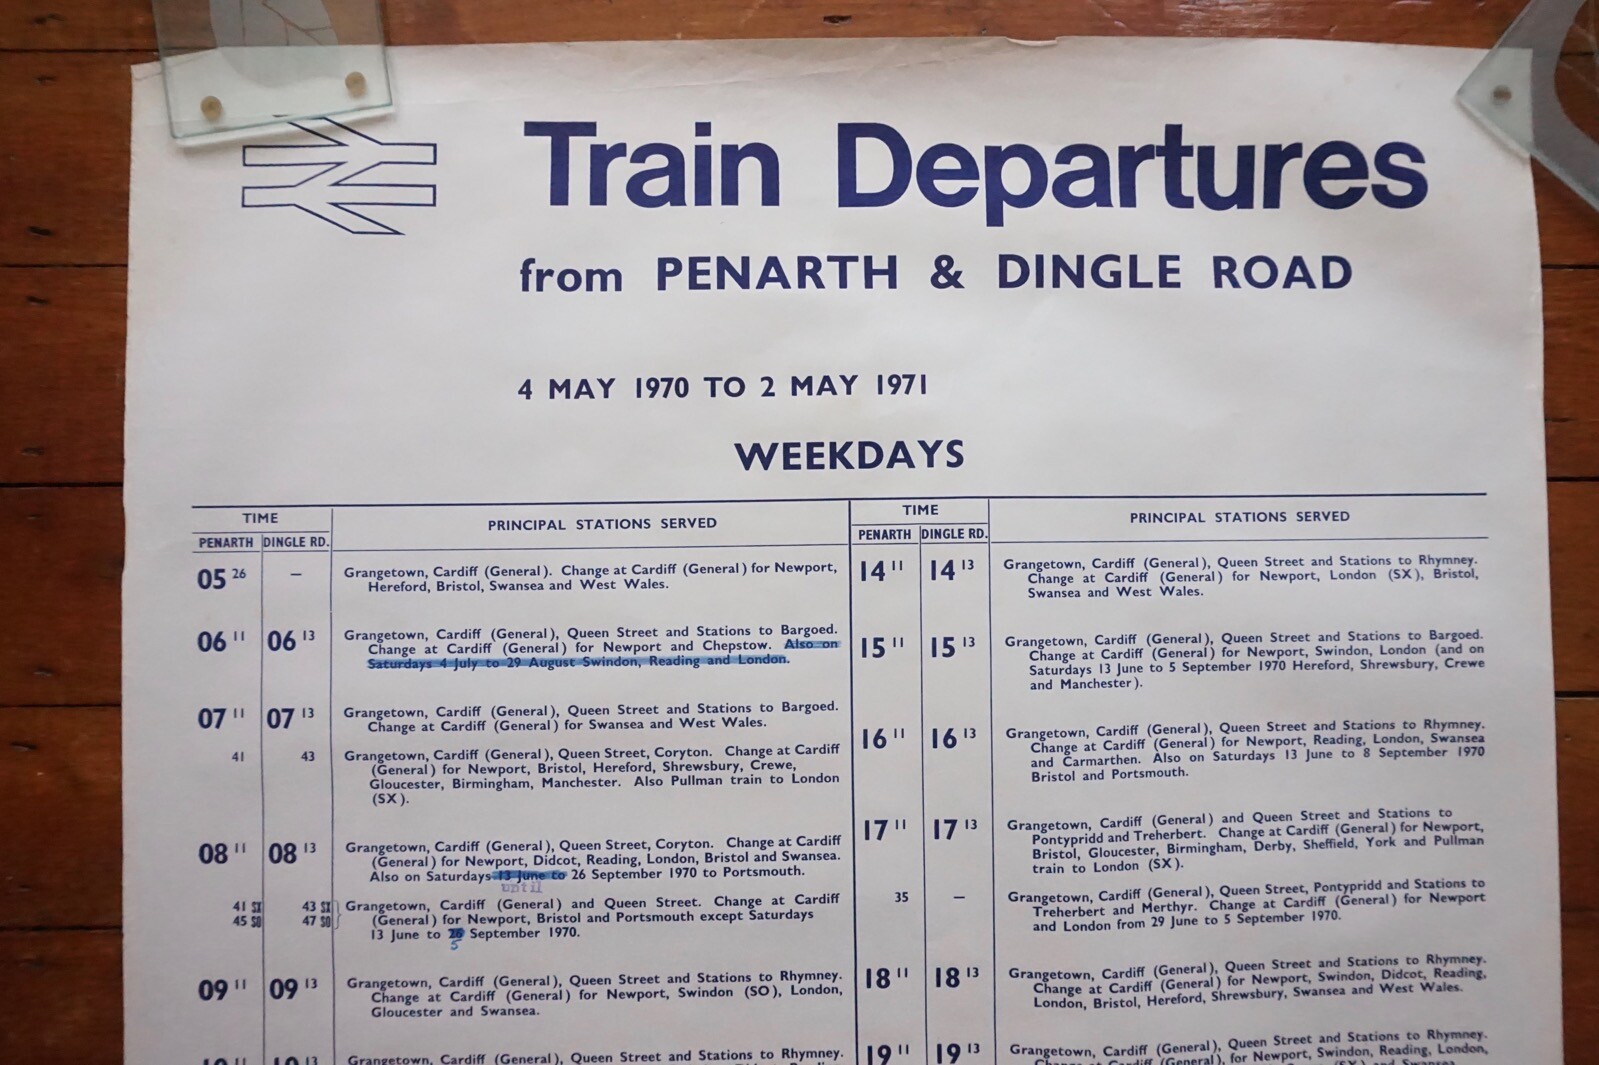 Train Departures
from PENARTH & DINGLE ROAD
4 MAY 1970 TO 2 MAY 1971
WEEKDAYS
TIME
PRINCIPAL STATIONS SERVED
PENARTH DINGLE RD.
05 26 — Grangetown, Cardiff (General). Change at Cardiff (General) for Newport,
Hereford, Bristol, Swansea and West Wales.
06 11 06 13 Grangetown, Cardiff (General), Queen Street and Stations to Bargoed.
Change at Cardiff (General) for Newport and Chepstow. Also on
Saturdays 4 July to 29 August Swindon, Reading and London.
07 11 07 13 Grangetown, Cardiff (General), Queen Street and Stations to Bargoed.
Change at Cardiff (General) for Swansea and West Wales.
41 43 Grangetown, Cardiff (General), Queen Street, Coryton. Change at Cardiff
(General) for Newport, Bristol, Hereford, Shrewsbury, Crewe,
Gloucester, Birmingham, Manchester. Also Pullman train to London
(SX).
08 11 08 13 Grangetown, Cardiff (General), Queen Street, Coryton. Change at Cardiff
(General) for Newport, Didcot, Reading, London, Bristol and Swansea.
Also on Saturdays 13 June to 26 September 1970 to Portsmouth.
until
41 SX 43 SX Grangetown, Cardiff (General) and Queen Street. Change at Cardiff
45 SO 47 SO (General) for Newport, Bristol and Portsmouth except Saturdays
13 June to 26 September 1970.
5
09 11 09 13 Grangetown, Cardiff (General), Queen Street and Stations to Rhymney.
Change at Cardiff (General) for Newport, Swindon (SO), London,
Gloucester and Swansea.
10 11 10 13 Grangetown, Cardiff (General), Queen Street and Stations to Rhymney.
TIME
PRINCIPAL STATIONS SERVED
PENARTH DINGLE RD.
14 11 14 13 Grangetown, Cardiff (General), Queen Street and Stations to Rhymney.
Change at Cardiff (General) for Newport, London (SX), Bristol,
Swansea and West Wales.
15 11 15 13 Grangetown, Cardiff (General), Queen Street and Stations to Bargoed.
Change at Cardiff (General) for Newport, Swindon, London (and on
Saturdays 13 June to 5 September 1970 Hereford, Shrewsbury, Crewe
and Manchester).
16 11 16 13 Grangetown, Cardiff (General), Queen Street and Stations to Rhymney.
Change at Cardiff (General) for Newport, Reading, London, Swansea
and Carmarthen. Also on Saturdays 13 June to 8 September 1970
Bristol and Portsmouth.
17 11 17 13 Grangetown, Cardiff (General) and Queen Street and Stations to
Pontypridd and Treherbert. Change at Cardiff (General) for Newport,
Bristol, Gloucester, Birmingham, Derby, Sheffield, York and Pullman
train to London (SX).
35 — Grangetown, Cardiff (General), Queen Street, Pontypridd and Stations to
Treherbert and Merthyr. Change at Cardiff (General) for Newport
and London from 29 June to 5 September 1970.
18 11 18 13 Grangetown, Cardiff (General), Queen Street and Stations to Rhymney.
Change at Cardiff (General) for Newport, Swindon, Didcot, Reading,
London, Bristol, Hereford, Shrewsbury, Swansea and West Wales.
19 11 19 13 Grangetown, Cardiff (General), Queen Street and Stations to Rhymney.
Change at Cardiff (General), for Newport, Swindon, Reading, London,